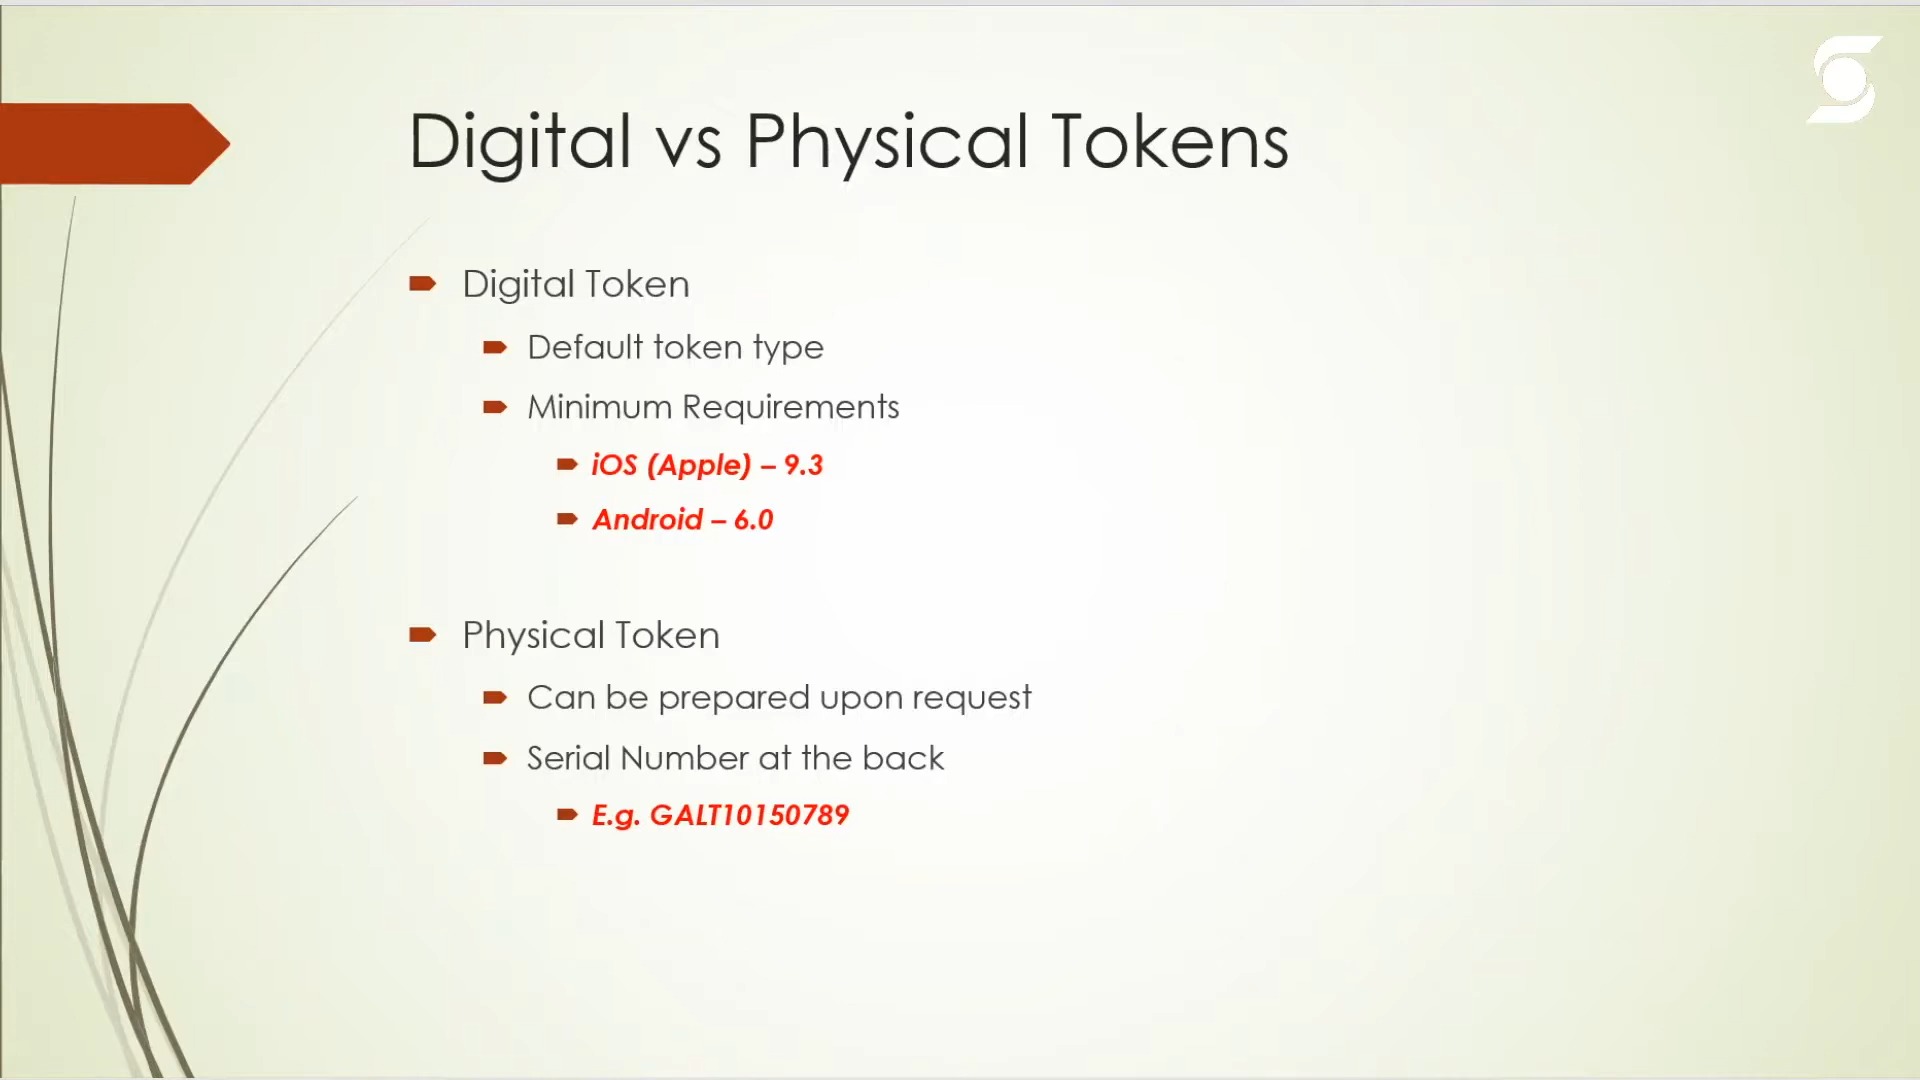 Digital vs Physical Tokens
Digital Token
Default token type
Minimum Requirements
iOS (Apple) – 9.3
Android – 6.0
Physical Token
Can be prepared upon request
Serial Number at the back
E.g. GALT10150789